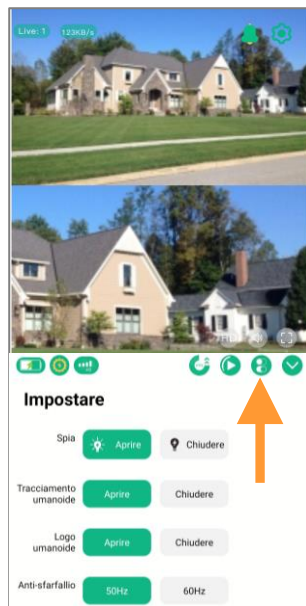 Live: 1
123KB/s
Impostare
Spia
Aprire
Chiudere
Tracciamento
umanoide
Aprire
Chiudere
Logo
umanoide
Aprire
Chiudere
Anti-sfarfallio
50Hz
60Hz